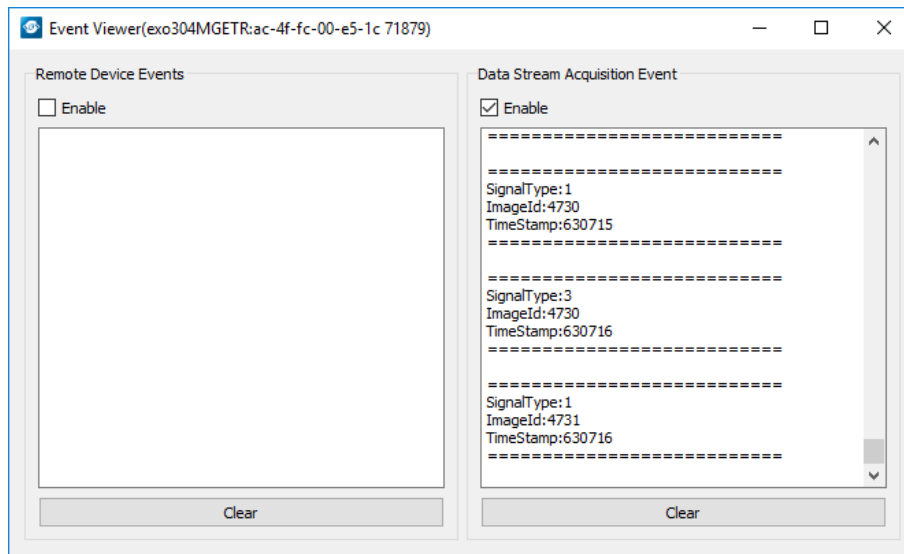 Event Viewer(exo304MGETR:ac-4f-fc-00-e5-1c 71879)
Remote Device Events
Enable
Clear
Data Stream Acquisition Event
Enable
===========================
===========================
SignalType:1
ImageId:4730
TimeStamp:630715
===========================
===========================
SignalType:3
ImageId:4730
TimeStamp:630716
===========================
===========================
SignalType:1
ImageId:4731
TimeStamp:630716
===========================
Clear